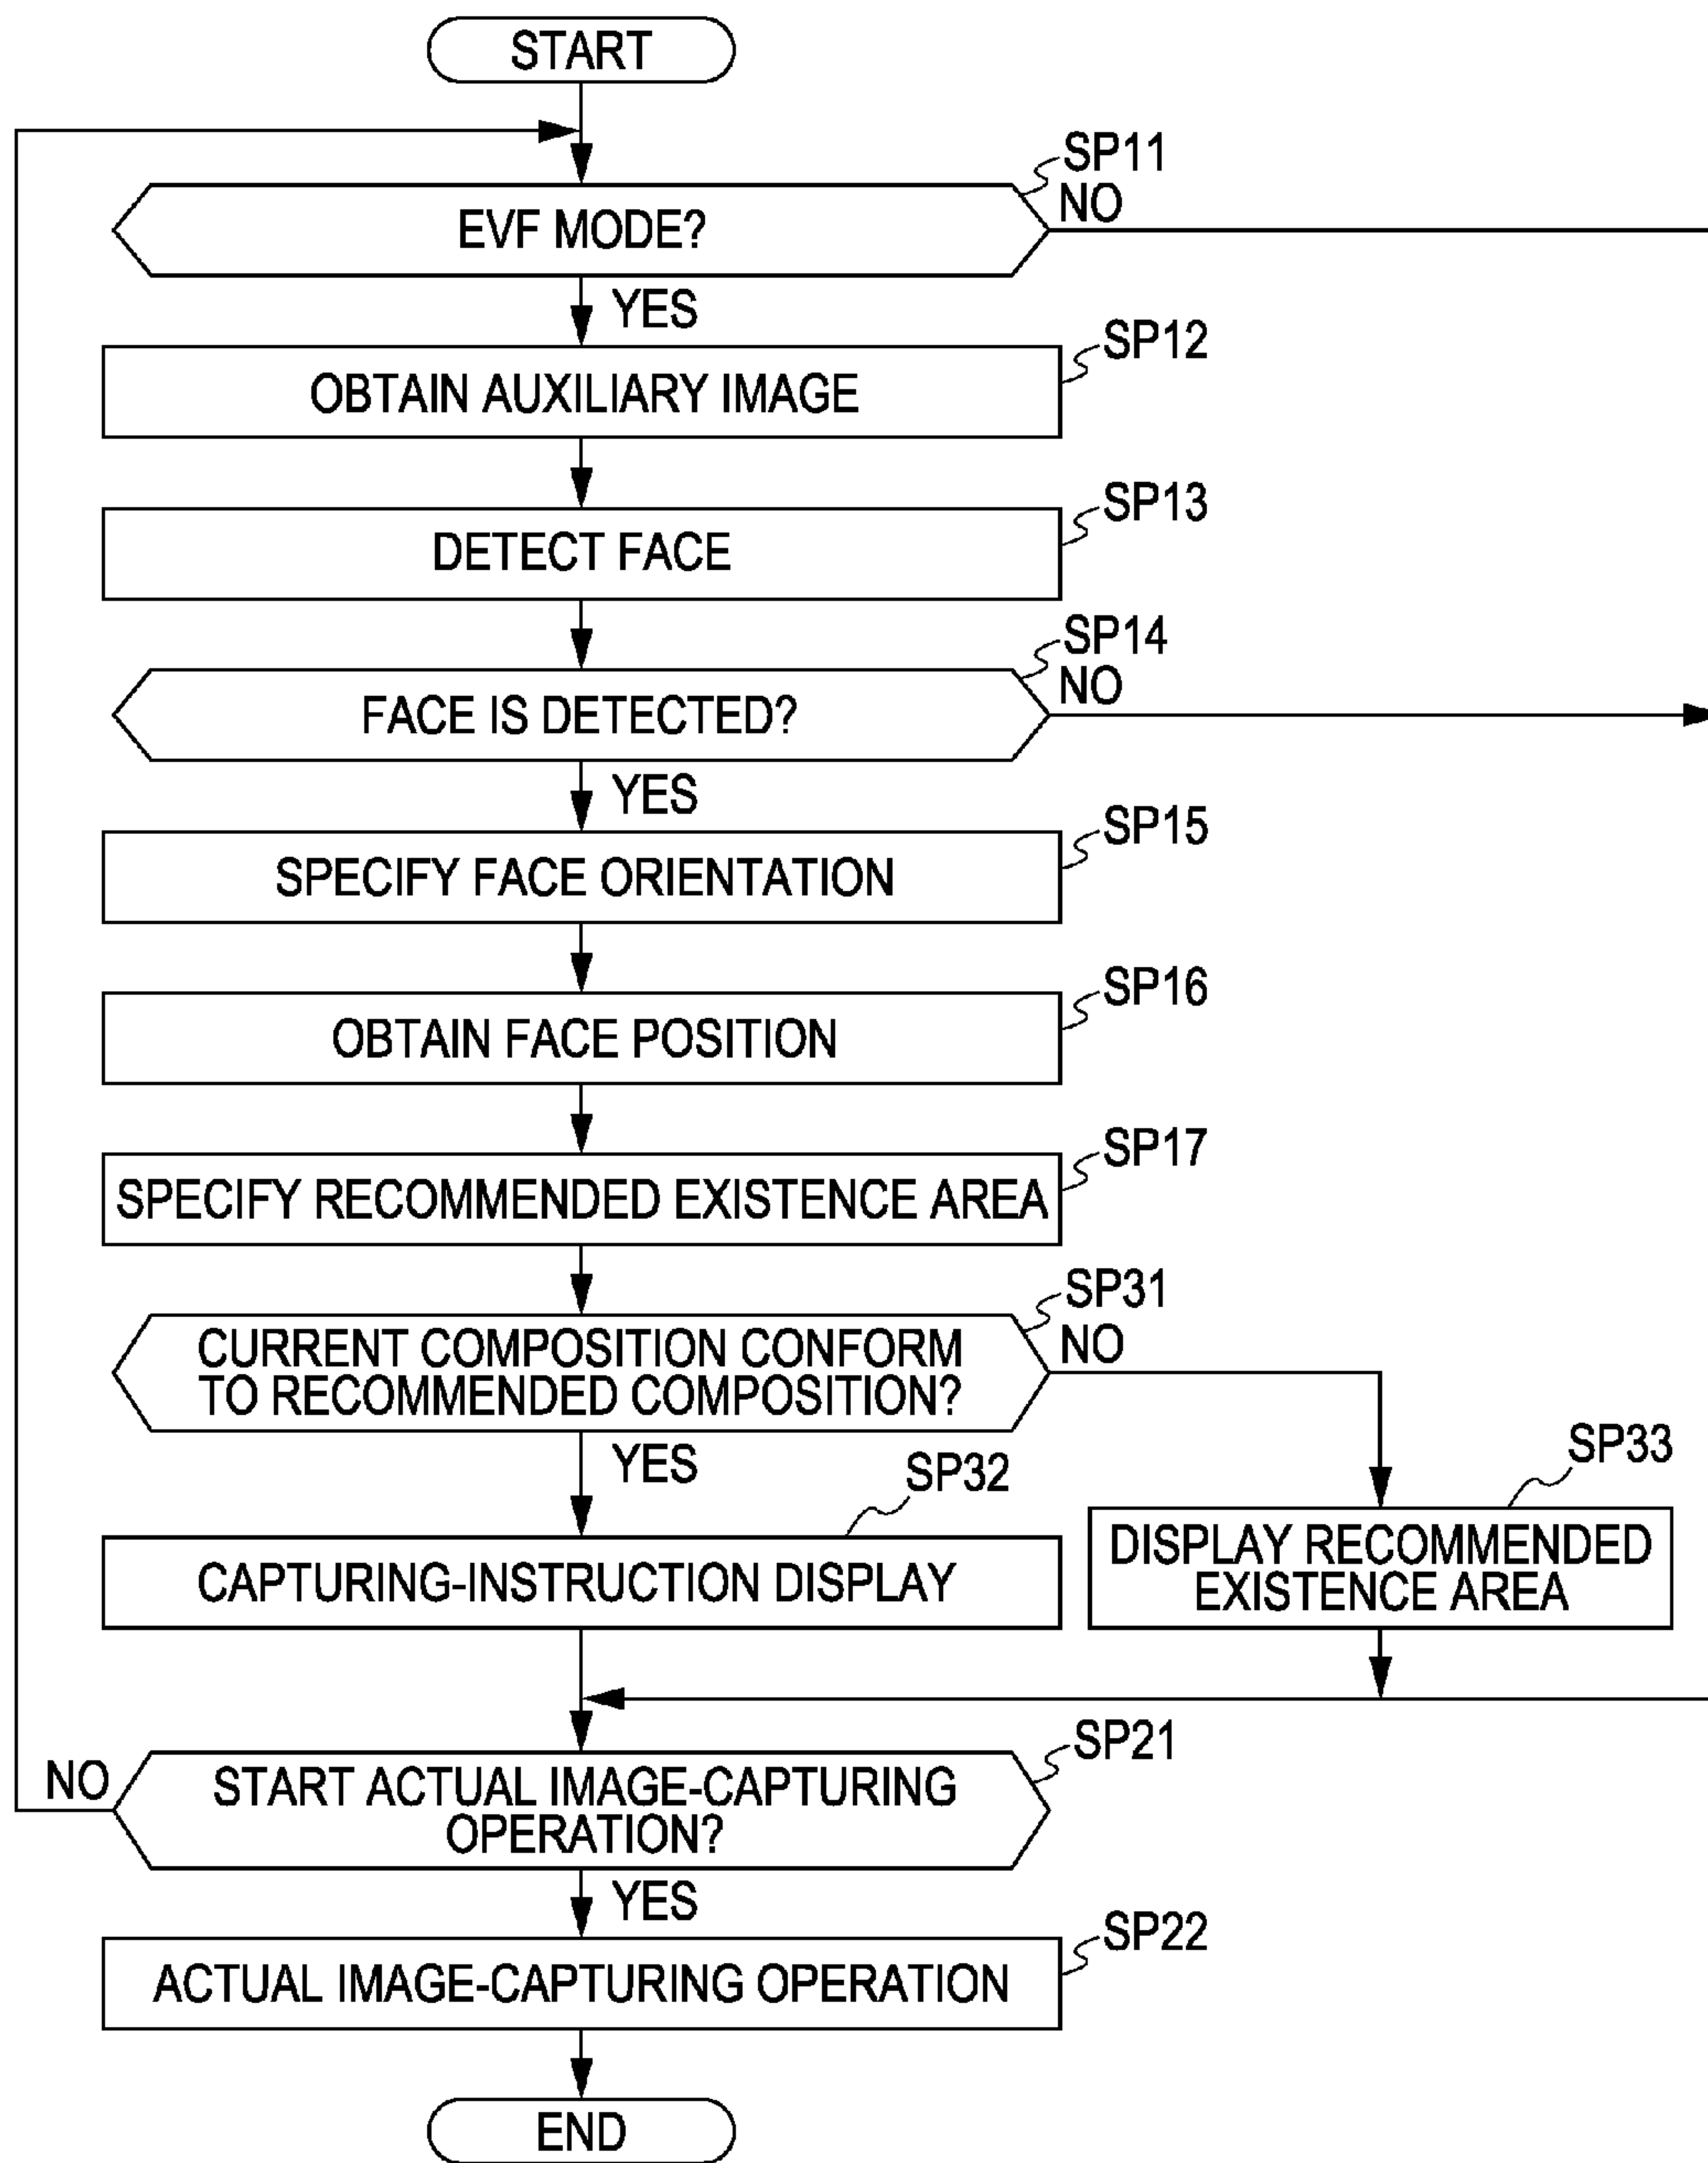 START
SP11
EVF MODE?
NO
YES
SP12
OBTAIN AUXILIARY IMAGE
SP13
DETECT FACE
SP14
FACE IS DETECTED?
NO
YES
SP15
SPECIFY FACE ORIENTATION
SP16
OBTAIN FACE POSITION
SP17
SPECIFY RECOMMENDED EXISTENCE AREA
SP31
CURRENT COMPOSITION CONFORM
TO RECOMMENDED COMPOSITION?
NO
YES
SP32
CAPTURING-INSTRUCTION DISPLAY
SP33
DISPLAY RECOMMENDED
EXISTENCE AREA
SP21
NO
START ACTUAL IMAGE-CAPTURING
OPERATION?
YES
SP22
ACTUAL IMAGE-CAPTURING OPERATION
END